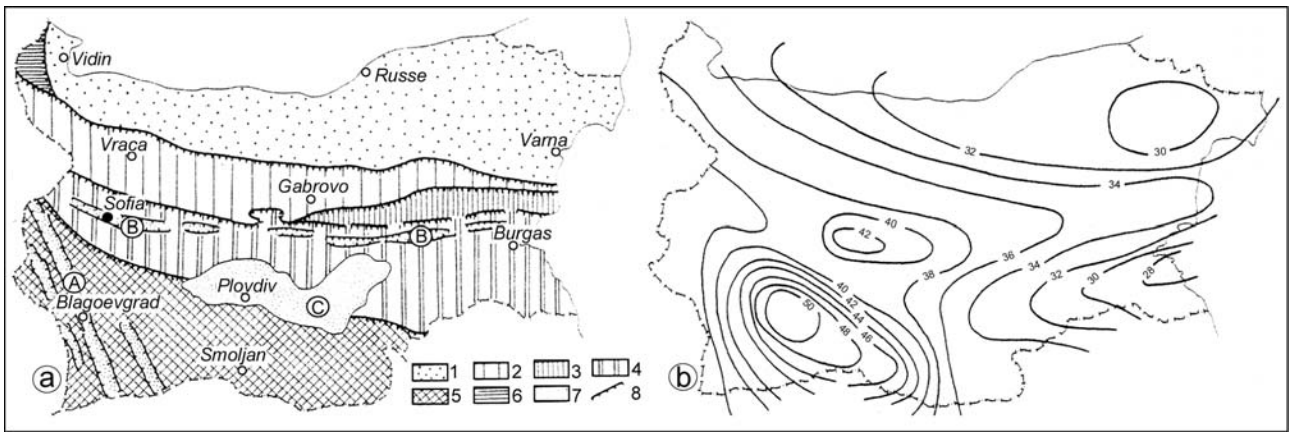 Vidin
Russe
Varna
Vraca
Gabrovo
Sofia
B
B
Burgas
A
Plovdiv
C
Blagoevgrad
Smoljan
a
1 2 3 4
5 6 7 8
32
30
34
40
42
36
38
34
32
30
28
40
42
44
46
48
50
b